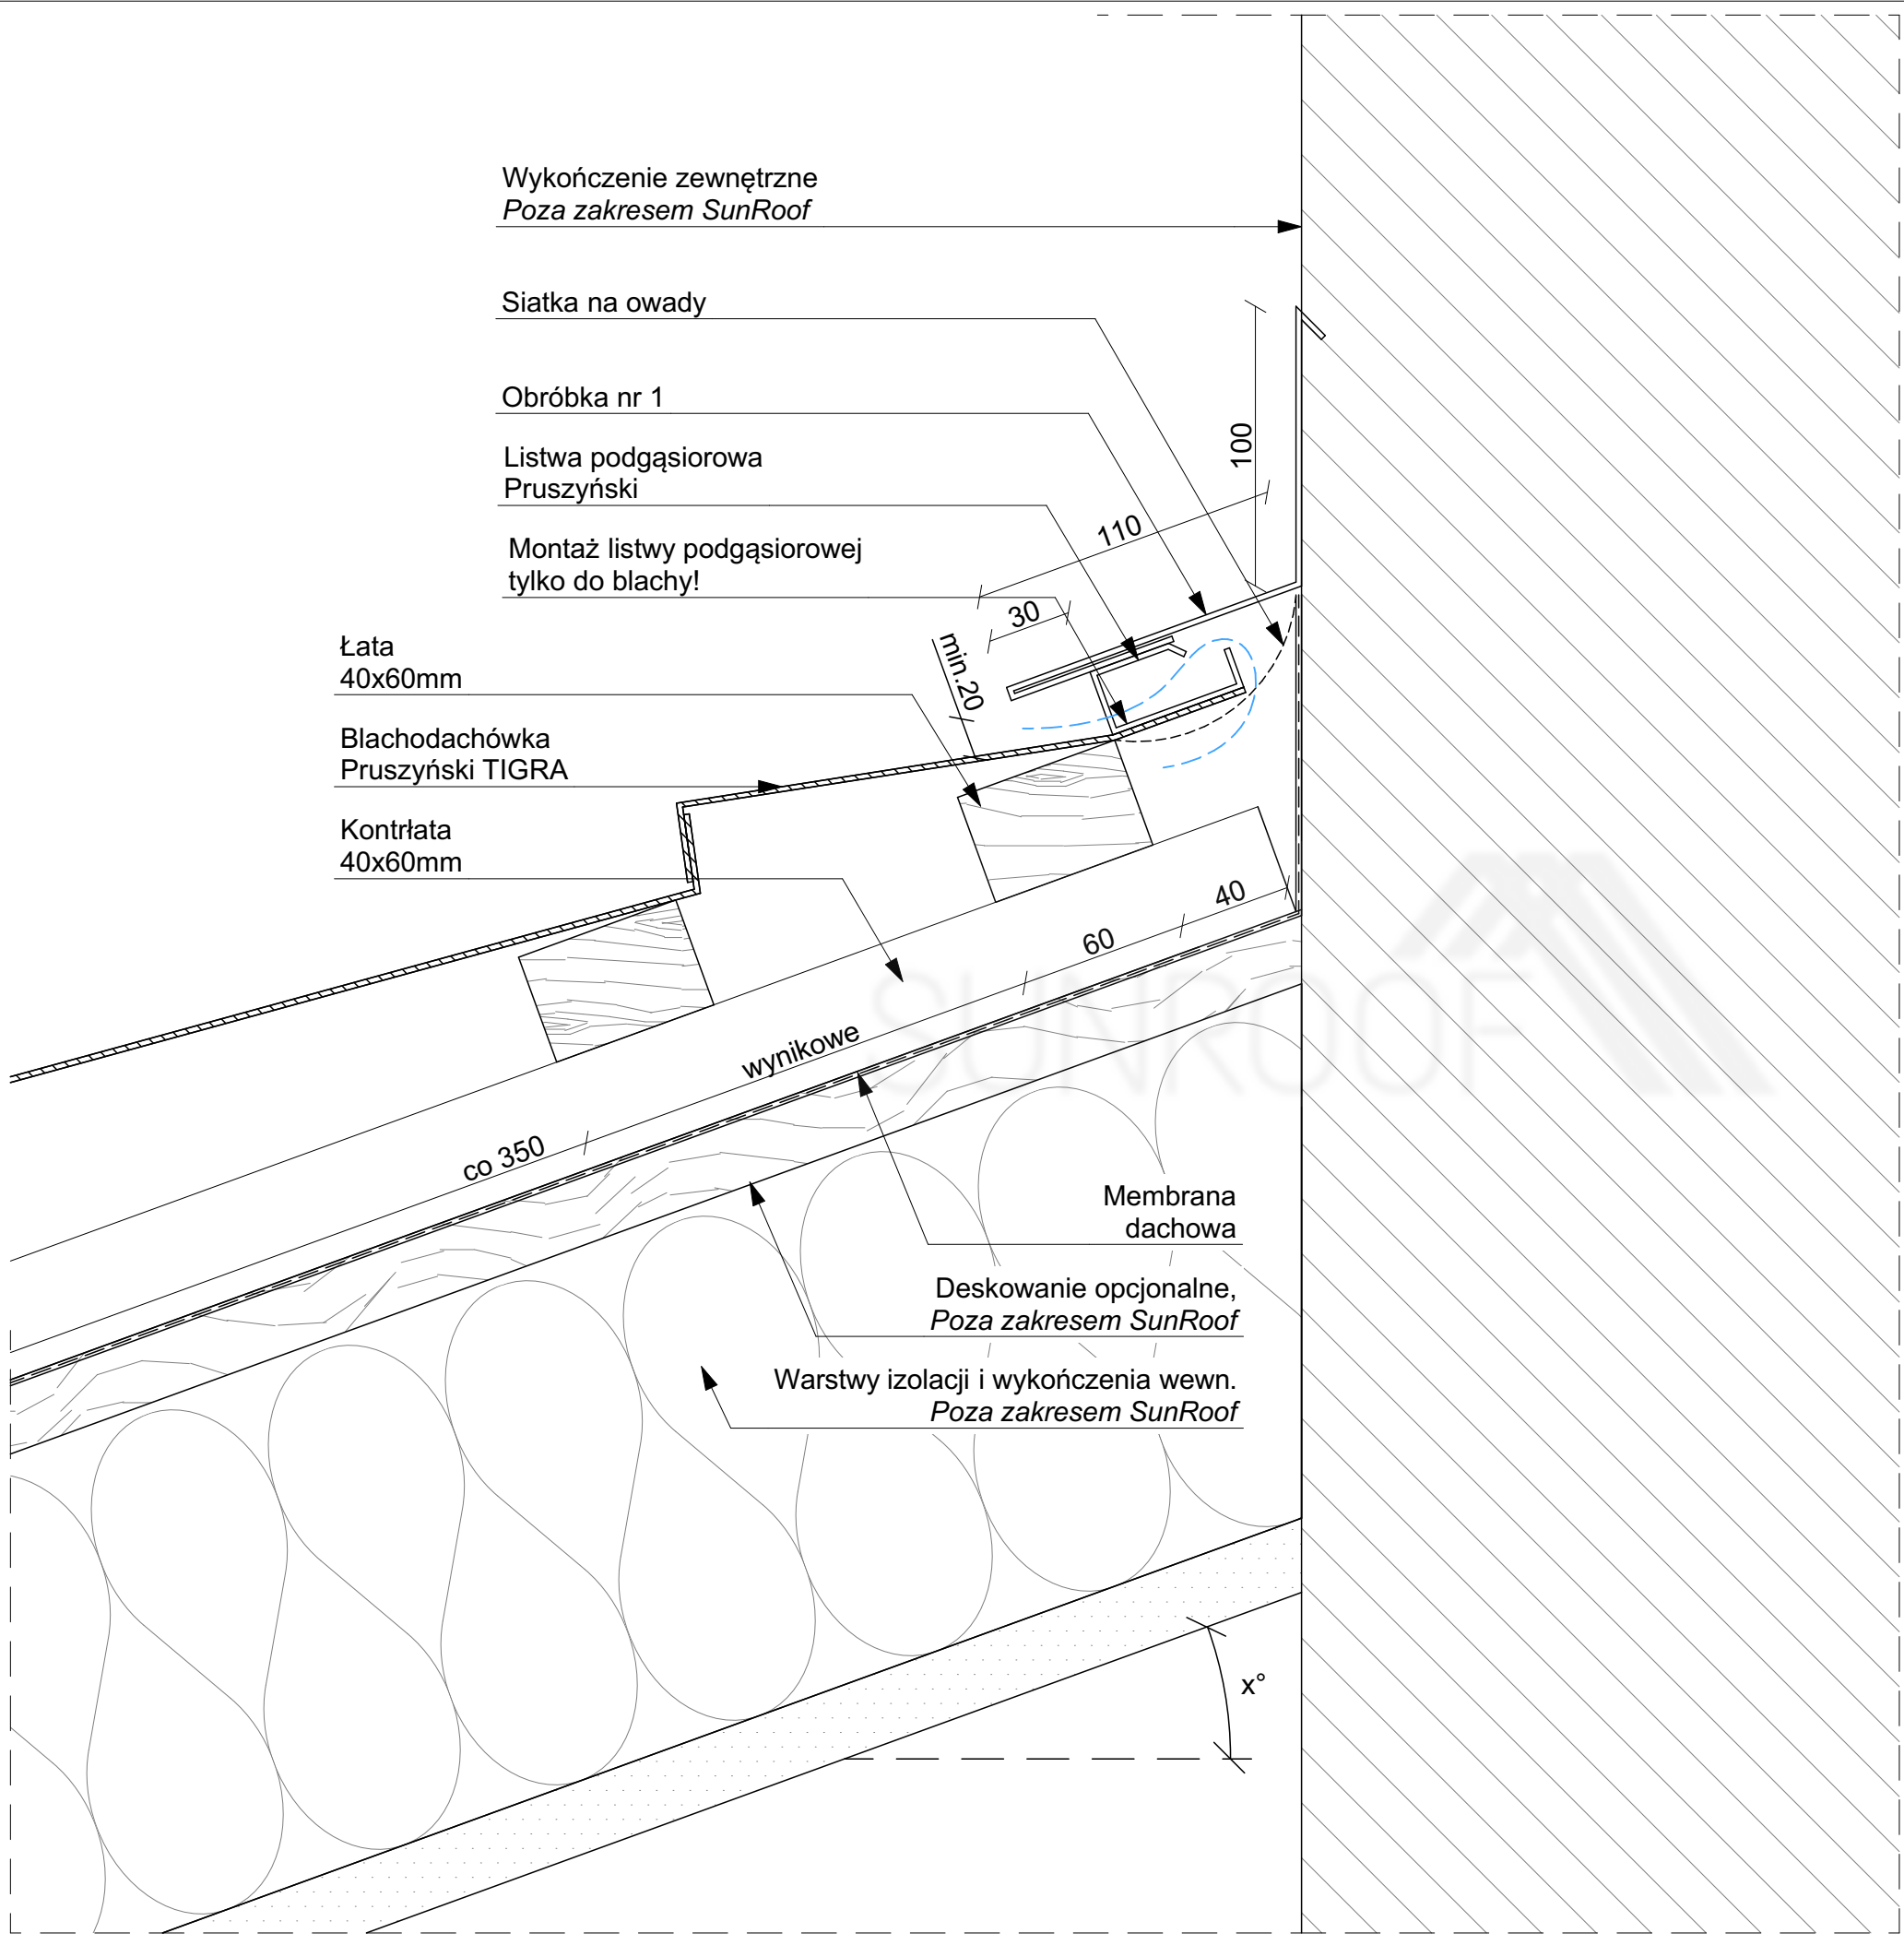 Wykończenie zewnętrzne
Poza zakresem SunRoof
Siatka na owady
Obróbka nr 1
Listwa podgąsiorowa
Pruszyński
Montaż listwy podgąsiorowej
tylko do blachy!
Łata
40x60mm
Blachodachówka
Pruszyński TIGRA
Kontrłata
40x60mm
100
110
30
min.20
40
60
wynikowe
co 350
SUNROOF
Membrana
dachowa
Deskowanie opcjonalne,
Poza zakresem SunRoof
Warstwy izolacji i wykończenia wewn.
Poza zakresem SunRoof
x°